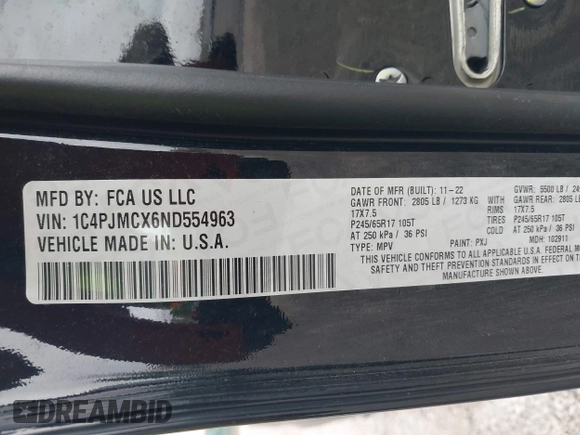 MFD BY: FCA US LLC
VIN: 1C4PJMCX6ND554963
VEHICLE MADE IN: U.S.A.
DATE OF MFR (BUILT): 11-22 GVWR: 5500 LB / 24
GAWR FRONT: 2805 LB / 1273 KG WITH GAWR REAR: 2805 LB
17X7.5 RIMS 17X7.5
P245/65R17 105T TIRES P245/65R17 105T
AT 250 kPa / 36 PSI COLD AT 250 kPa / 36 PSI
TYPE: MPV PAINT: PXJ MDH: 102911
THIS VEHICLE CONFORMS TO ALL APPLICABLE U.S.A. FEDERAL MO
SAFETY AND THEFT PREVENTION STANDARDS IN EFFECT
MANUFACTURE SHOWN ABOVE.
DREAMBID